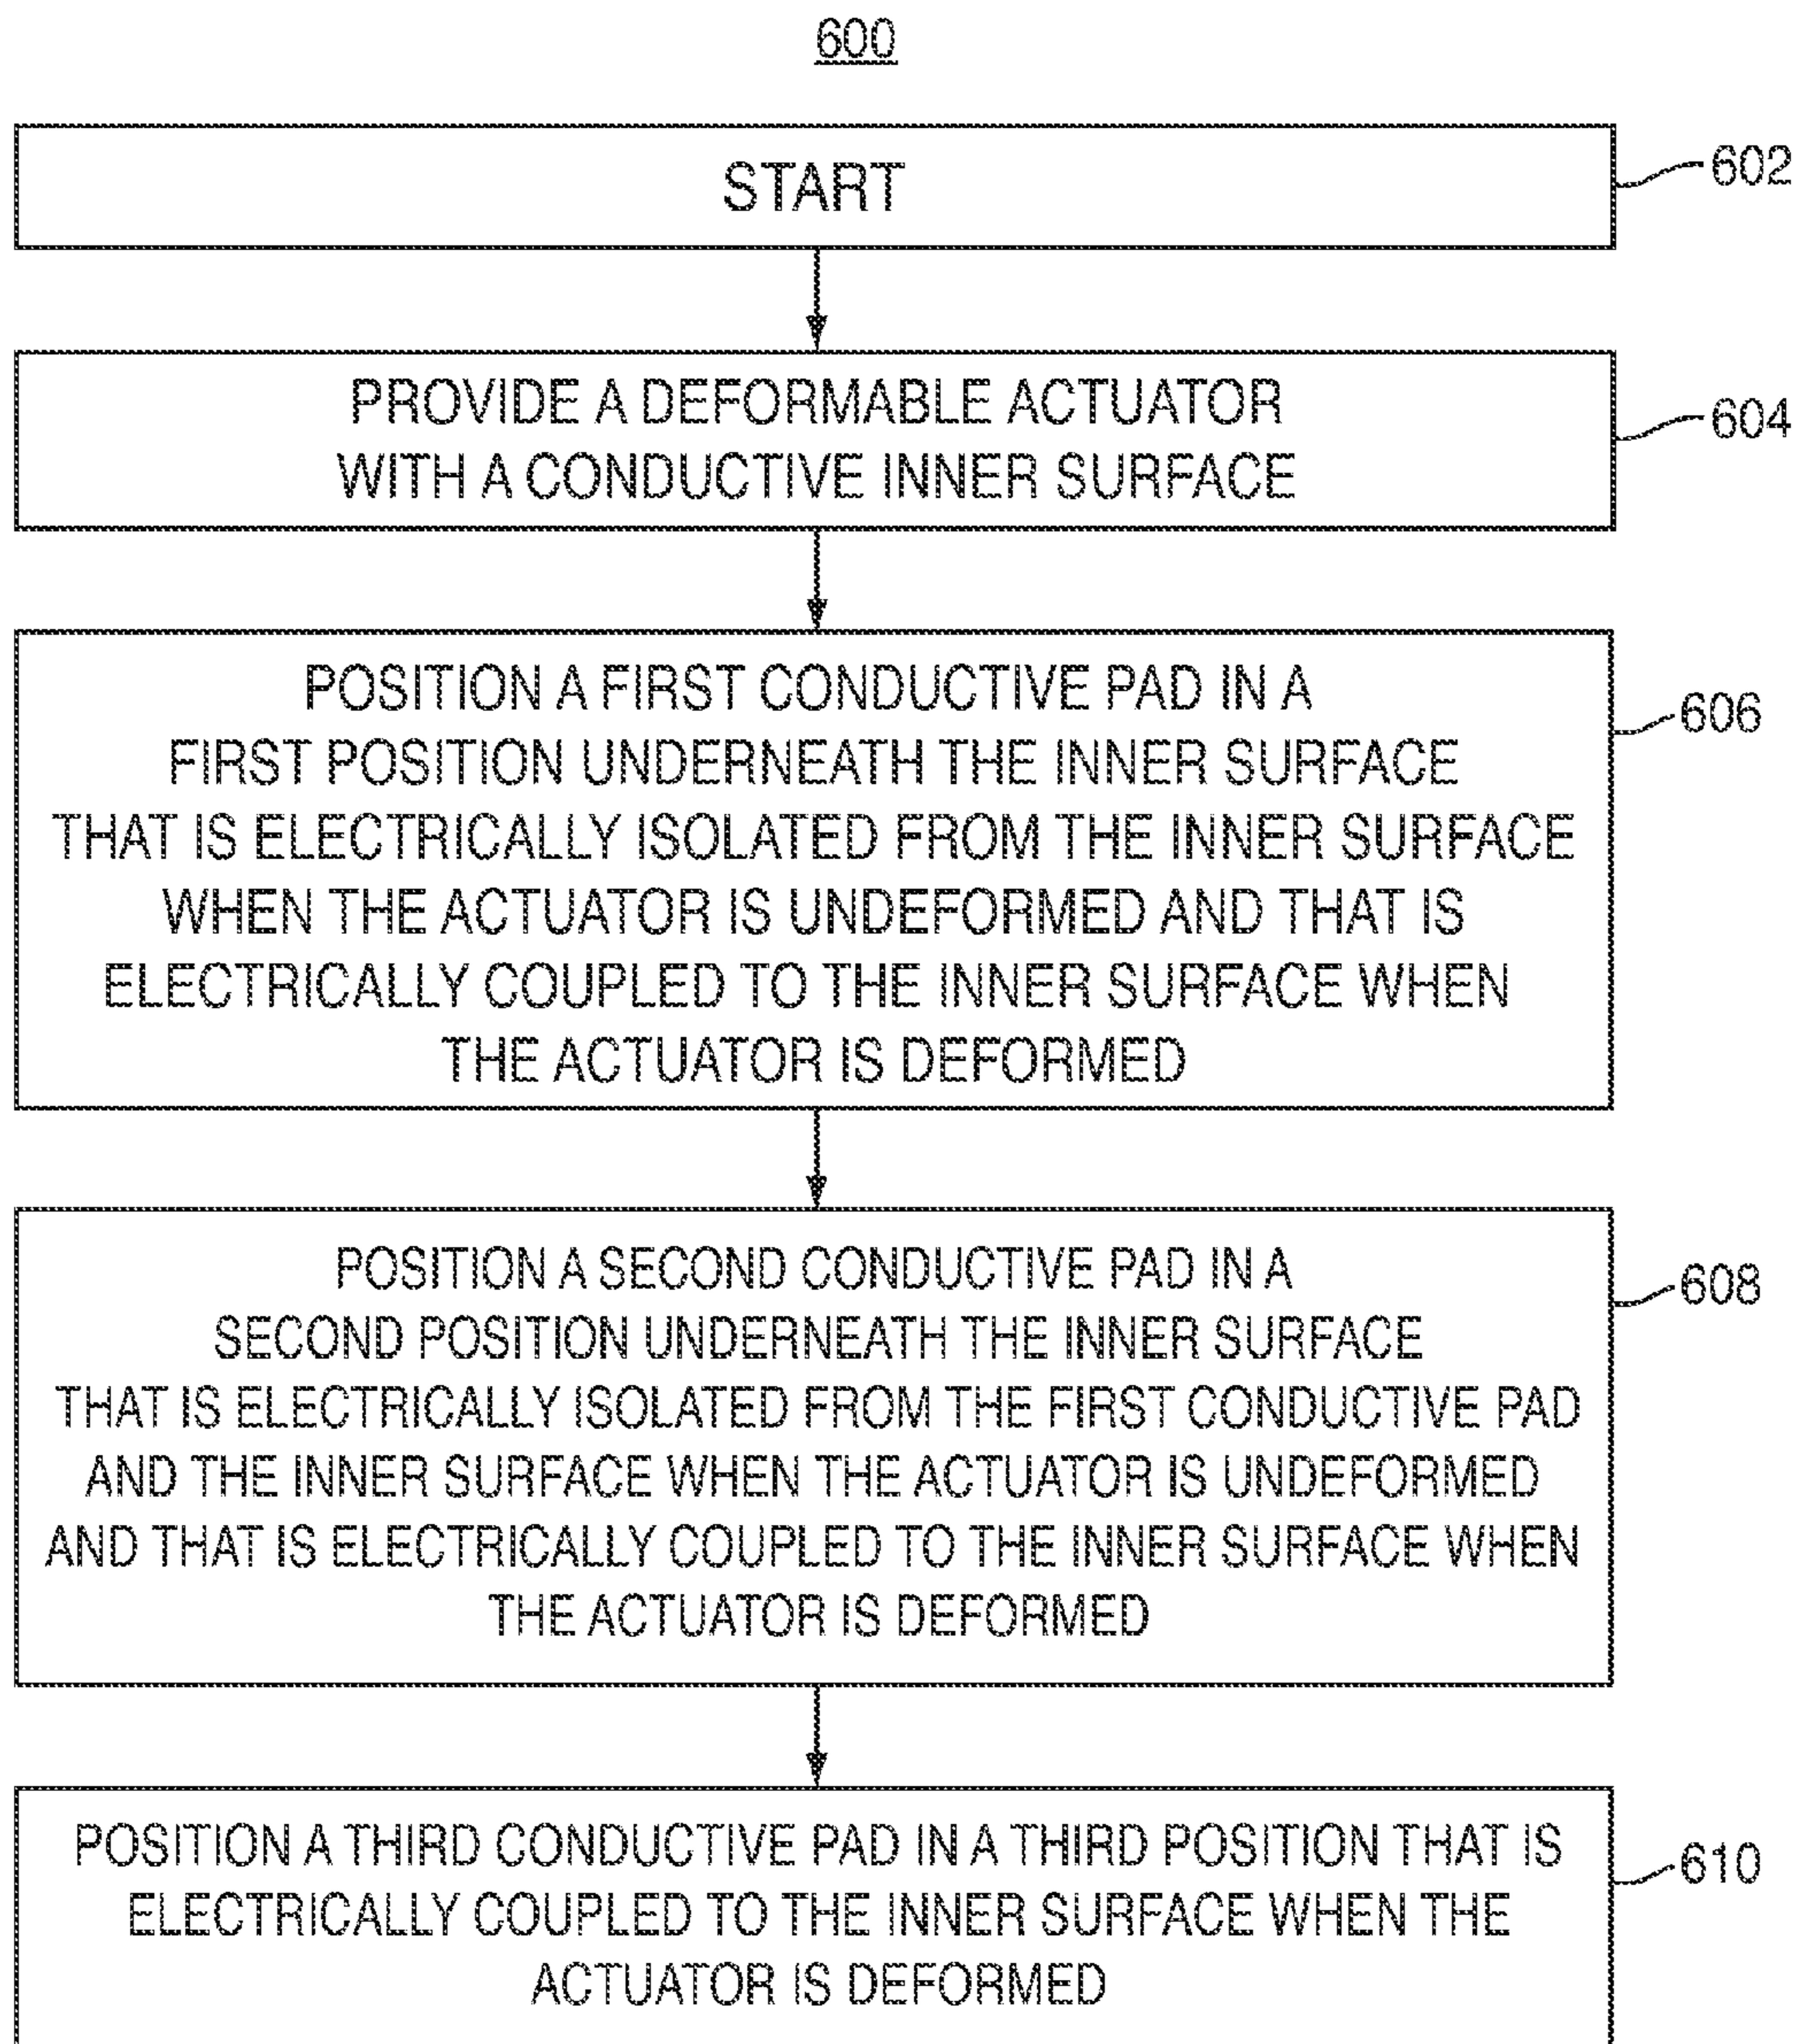 600
START
602
PROVIDE A DEFORMABLE ACTUATOR
WITH A CONDUCTIVE INNER SURFACE
604
POSITION A FIRST CONDUCTIVE PAD IN A
FIRST POSITION UNDERNEATH THE INNER SURFACE
THAT IS ELECTRICALLY ISOLATED FROM THE INNER SURFACE
WHEN THE ACTUATOR IS UNDEFORMED AND THAT IS
ELECTRICALLY COUPLED TO THE INNER SURFACE WHEN
THE ACTUATOR IS DEFORMED
606
POSITION A SECOND CONDUCTIVE PAD IN A
SECOND POSITION UNDERNEATH THE INNER SURFACE
THAT IS ELECTRICALLY ISOLATED FROM THE FIRST CONDUCTIVE PAD
AND THE INNER SURFACE WHEN THE ACTUATOR IS UNDEFORMED
AND THAT IS ELECTRICALLY COUPLED TO THE INNER SURFACE WHEN
THE ACTUATOR IS DEFORMED
608
POSITION A THIRD CONDUCTIVE PAD IN A THIRD POSITION THAT IS
ELECTRICALLY COUPLED TO THE INNER SURFACE WHEN THE
ACTUATOR IS DEFORMED
610